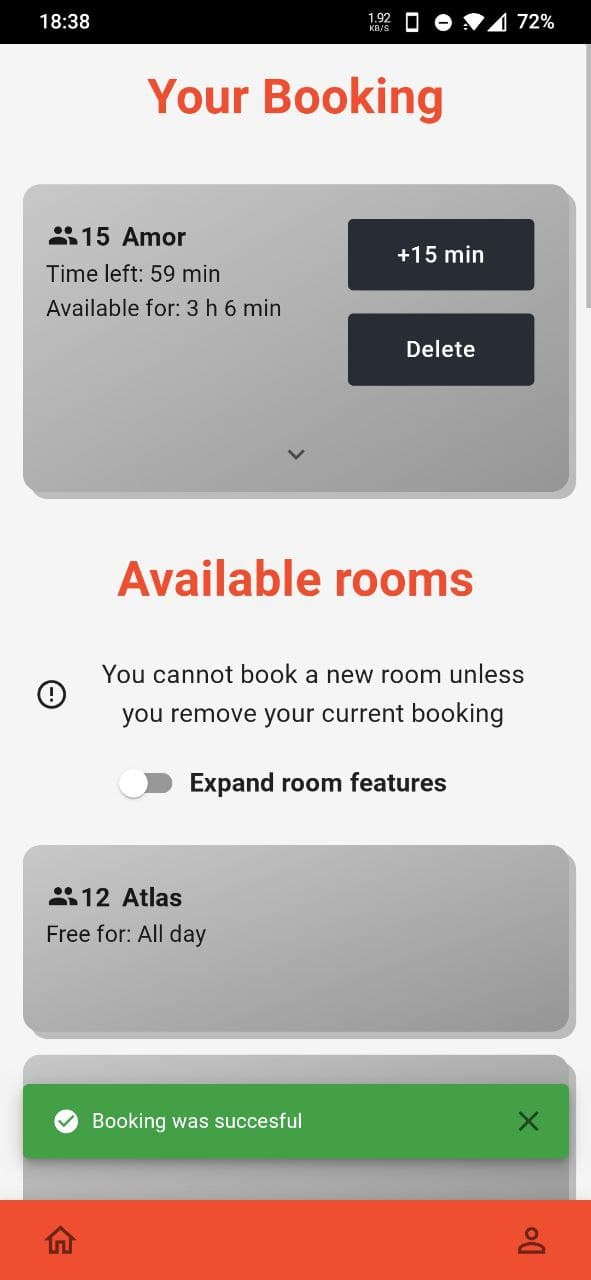 18:38
1.92
KB/S
72%
Your Booking
15 Amor
Time left: 59 min
Available for: 3 h 6 min
+15 min
Delete
Available rooms
You cannot book a new room unless
you remove your current booking
Expand room features
12 Atlas
Free for: All day
Booking was succesful